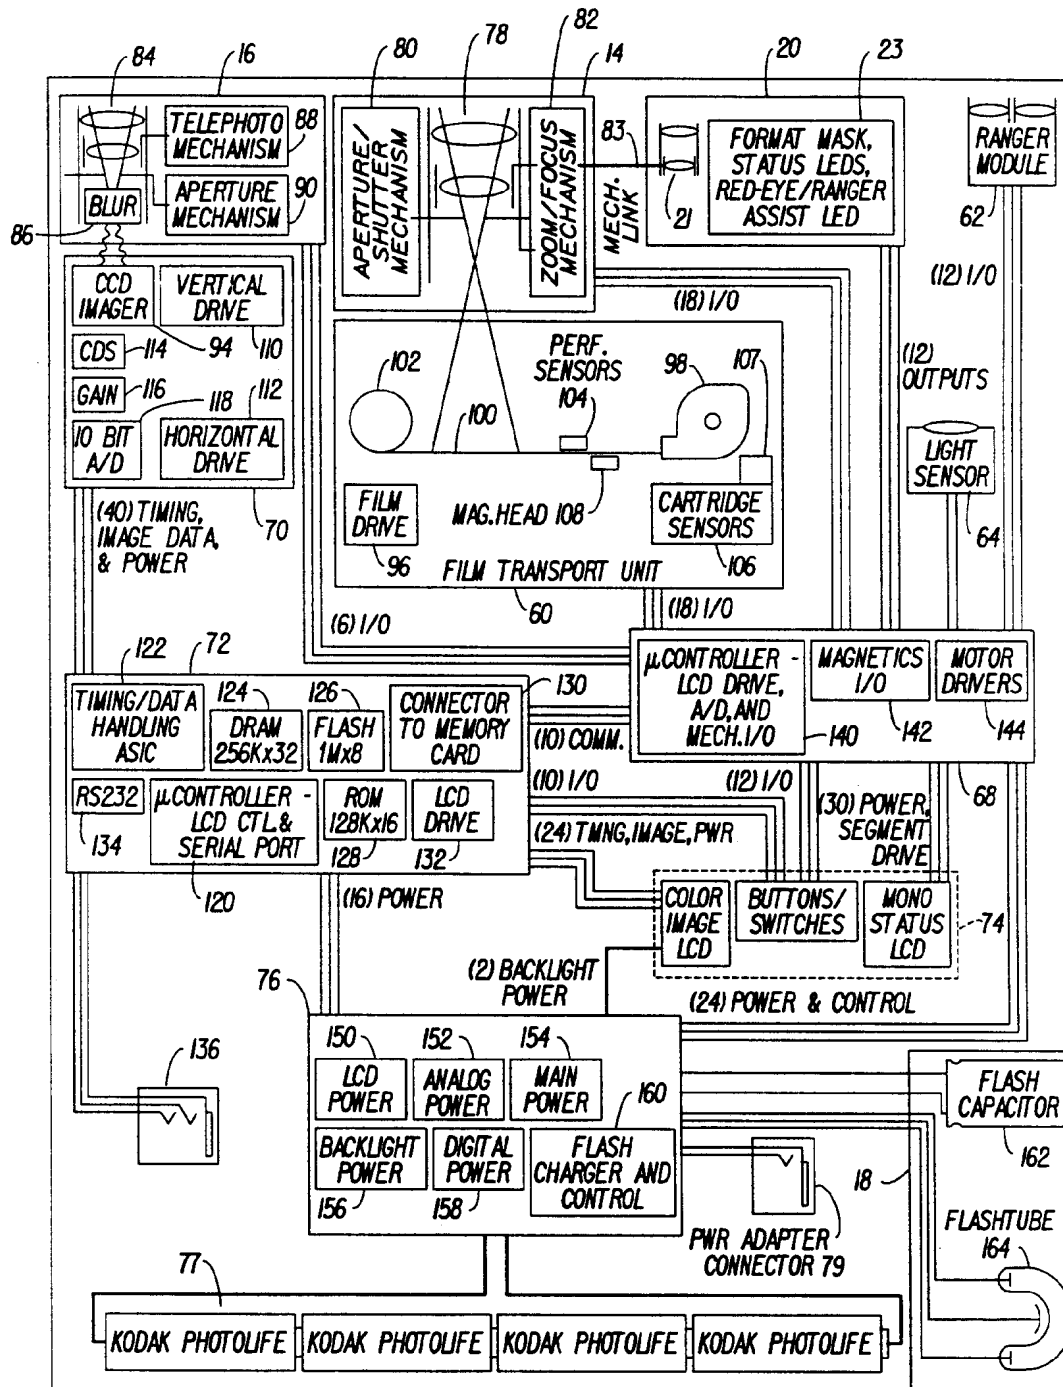 82
84
16
80
78
14
20
23
TELEPHOTO
MECHANISM
88
APERTURE
MECHANISM
90
BLUR
86
APERTURE/
SHUTTER
MECHANISM
ZOOM/FOCUS
MECHANISM
MECH.
LINK
83
21
FORMAT MASK,
STATUS LEDS,
RED-EYE/RANGER
ASSIST LED
RANGER
MODULE
62
(12) I/O
(18) I/O
CCD
IMAGER
VERTICAL
DRIVE
CDS
114
94
110
GAIN
116
118
112
10 BIT
A/D
HORIZONTAL
DRIVE
70
102
100
PERF.
SENSORS
104
98
107
MAG. HEAD 108
FILM
DRIVE
96
CARTRIDGE
SENSORS
106
FILM TRANSPORT UNIT
60
(12)
OUTPUTS
LIGHT
SENSOR
64
(40) TIMING,
IMAGE DATA,
& POWER
(6) I/O
(18) I/O
122
72
124
126
130
TIMING/DATA
HANDLING
ASIC
DRAM
256Kx32
FLASH
1Mx8
CONNECTOR
TO MEMORY
CARD
RS232
134
μCONTROLLER -
LCD CTL.&
SERIAL PORT
120
ROM
128Kx16
128
LCD
DRIVE
132
μCONTROLLER -
LCD DRIVE,
A/D, AND
MECH. I/O
140
MAGNETICS
I/O
142
MOTOR
DRIVERS
144
68
(10) COMM.
(10) I/O
(12) I/O
(24) TMNG, IMAGE, PWR
(30) POWER,
SEGMENT
DRIVE
(16) POWER
COLOR
IMAGE
LCD
BUTTONS/
SWITCHES
MONO
STATUS
LCD
74
(2) BACKLIGHT
POWER
(24) POWER & CONTROL
76
136
150
152
154
LCD
POWER
ANALOG
POWER
MAIN
POWER
160
BACKLIGHT
POWER
156
DIGITAL
POWER
158
FLASH
CHARGER AND
CONTROL
PWR ADAPTER
CONNECTOR 79
18
FLASH
CAPACITOR
162
FLASHTUBE
164
77
KODAK PHOTOLIFE
KODAK PHOTOLIFE
KODAK PHOTOLIFE
KODAK PHOTOLIFE